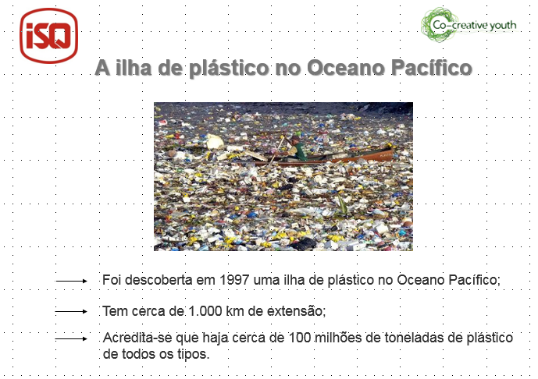 iSQ
Co-creative youth
A ilha de plástico no Oceano Pacífico
Foi descoberta em 1997 uma ilha de plástico no Oceano Pacífico;
Tem cerca de 1.000 km de extensão;
Acredita-se que haja cerca de 100 milhões de toneladas de plástico
de todos os tipos.